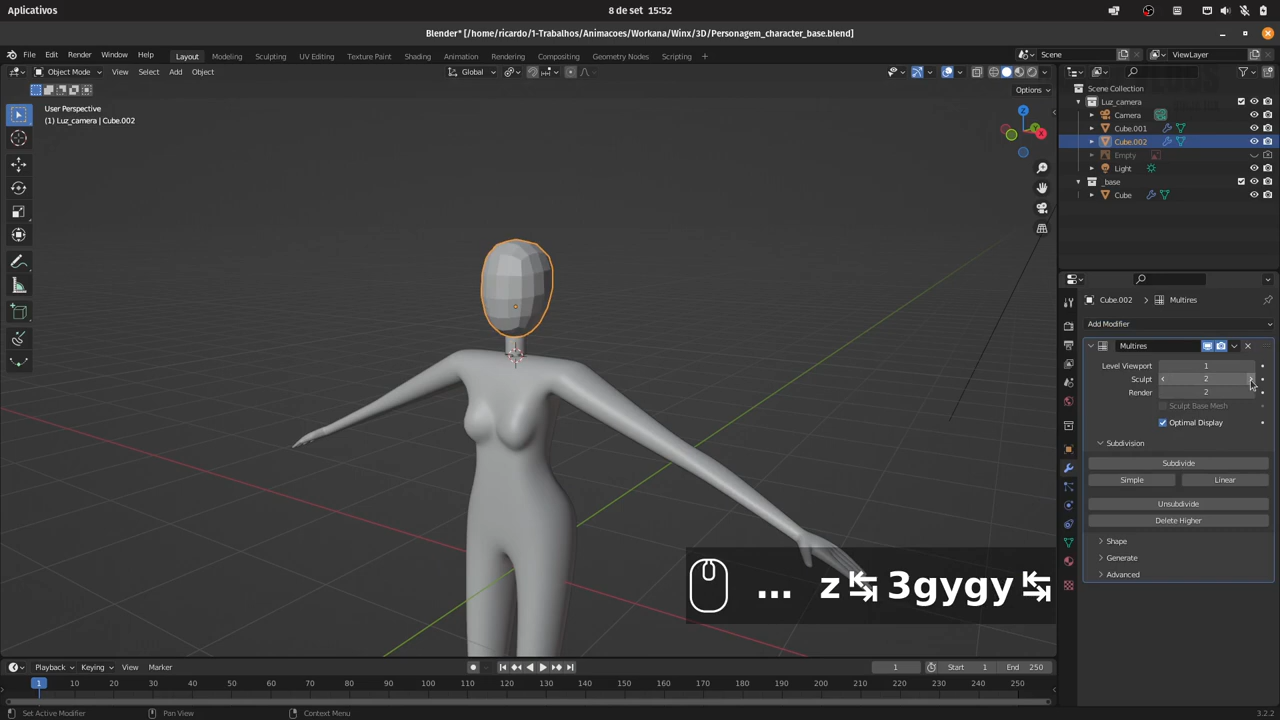 Aplicativos
8 de set 15:52
Blender* [/home/ricardo/1-Trabalhos/Animacoes/Workana/Winx/3D/Personagem_character_base.blend]
File Edit Render Window Help Layout Modeling Sculpting UV Editing Texture Paint Shading Animation Rendering Compositing Geometry Nodes Scripting + Scene ViewLayer
Object Mode View Select Add Object Global
Options
User Perspective
(1) Luz_camera | Cube.002
Z
X
Scene Collection
Luz_camera
Camera
Cube.001
Cube.002
Empty
Light
_base
Cube
Cube.002 > Multires
Add Modifier
Multires
Level Viewport 1
Sculpt 2
Render 2
Sculpt Base Mesh
Optimal Display
Subdivision
Subdivide
Simple Linear
Unsubdivide
Delete Higher
Shape
Generate
Advanced
... z↹ 3gygy↹
Playback Keying View Marker 1 Start 1 End 250
1 10 20 30 40 50 60 70 80 90 100 110 120 130 140 150 160 170 180 190 200 210 220 230 240 250
Set Active Modifier Pan View Context Menu 3.2.2